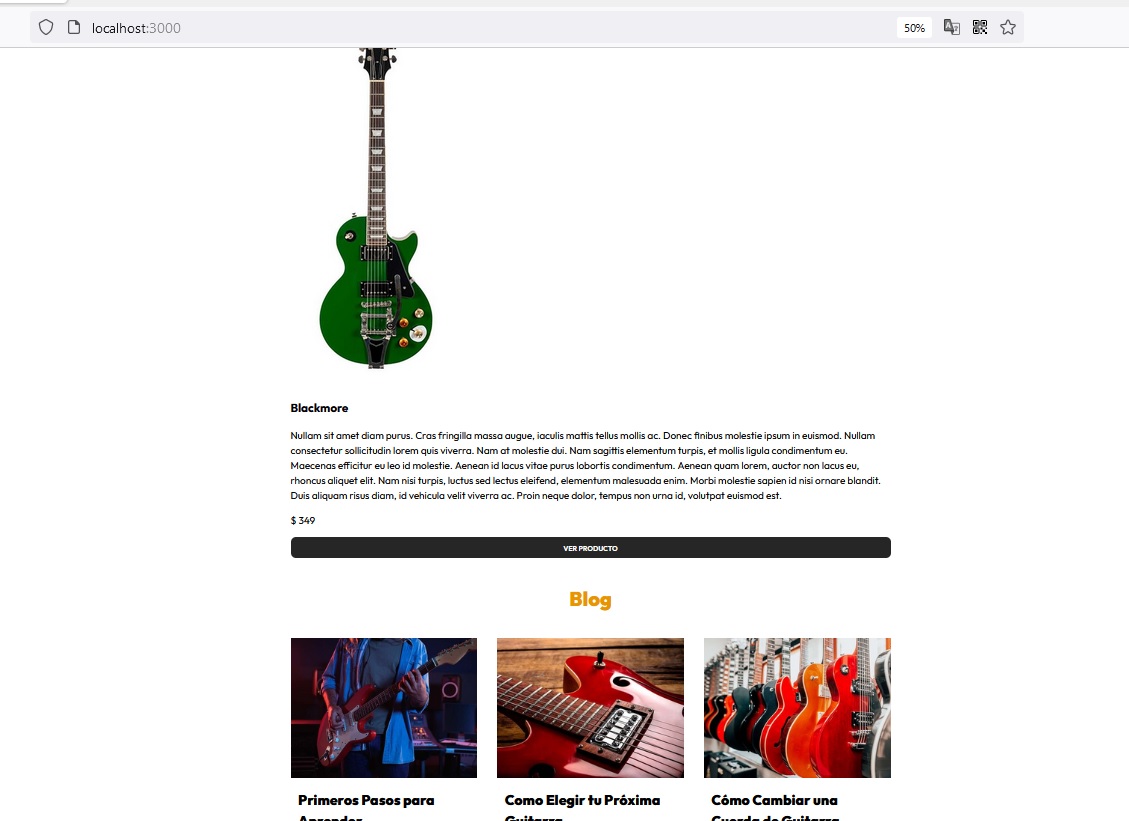 localhost:3000
50%
Blackmore
Nullam sit amet diam purus. Cras fringilla massa augue, iaculis mattis tellus mollis ac. Donec finibus molestie ipsum in euismod. Nullam
consectetur sollicitudin lorem quis viverra. Nam at molestie dui. Nam sagittis elementum turpis, et mollis ligula condimentum eu.
Maecenas efficitur eu leo id molestie. Aenean id lacus vitae purus lobortis condimentum. Aenean quam lorem, auctor non lacus eu,
rhoncus aliquet elit. Nam nisi turpis, luctus sed lectus eleifend, elementum malesuada enim. Morbi molestie sapien id nisi ornare blandit.
Duis aliquam risus diam, id vehicula velit viverra ac. Proin neque dolor, tempus non urna id, volutpat euismod est.
$ 349
VER PRODUCTO
Blog
Primeros Pasos para
Aprender
Como Elegir tu Próxima
Guitarra
Cómo Cambiar una
Cuerda de Guitarra